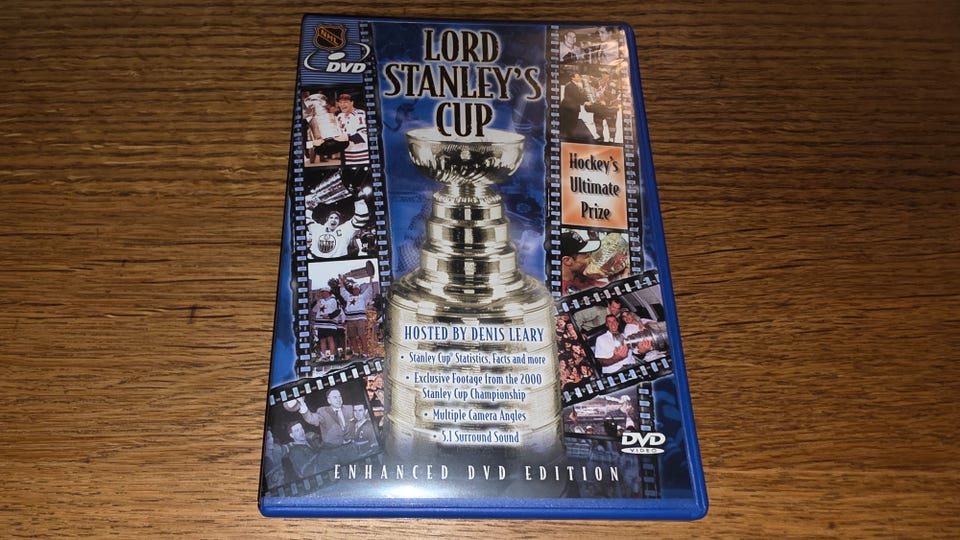 NHL
DVD
LORD
STANLEY'S
CUP
Hockey's
Ultimate
Prize
HOSTED BY DENIS LEARY
• Stanley Cup® Statistics, Facts and more
• Exclusive Footage from the 2000
Stanley Cup Championship
• Multiple Camera Angles
• 5.1 Surround Sound
DVD
VIDEO
ENHANCED DVD EDITION